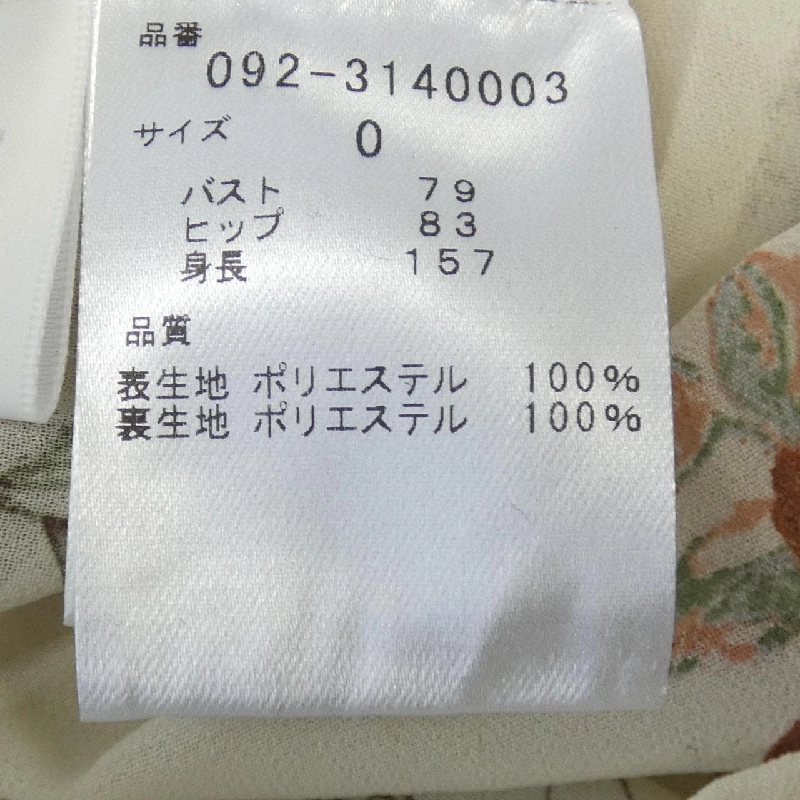 品番
092-3140003
サイズ 0
バスト 79
ヒップ 83
身長 157
品質
表生地 ポリエステル 100%
裏生地 ポリエステル 100%